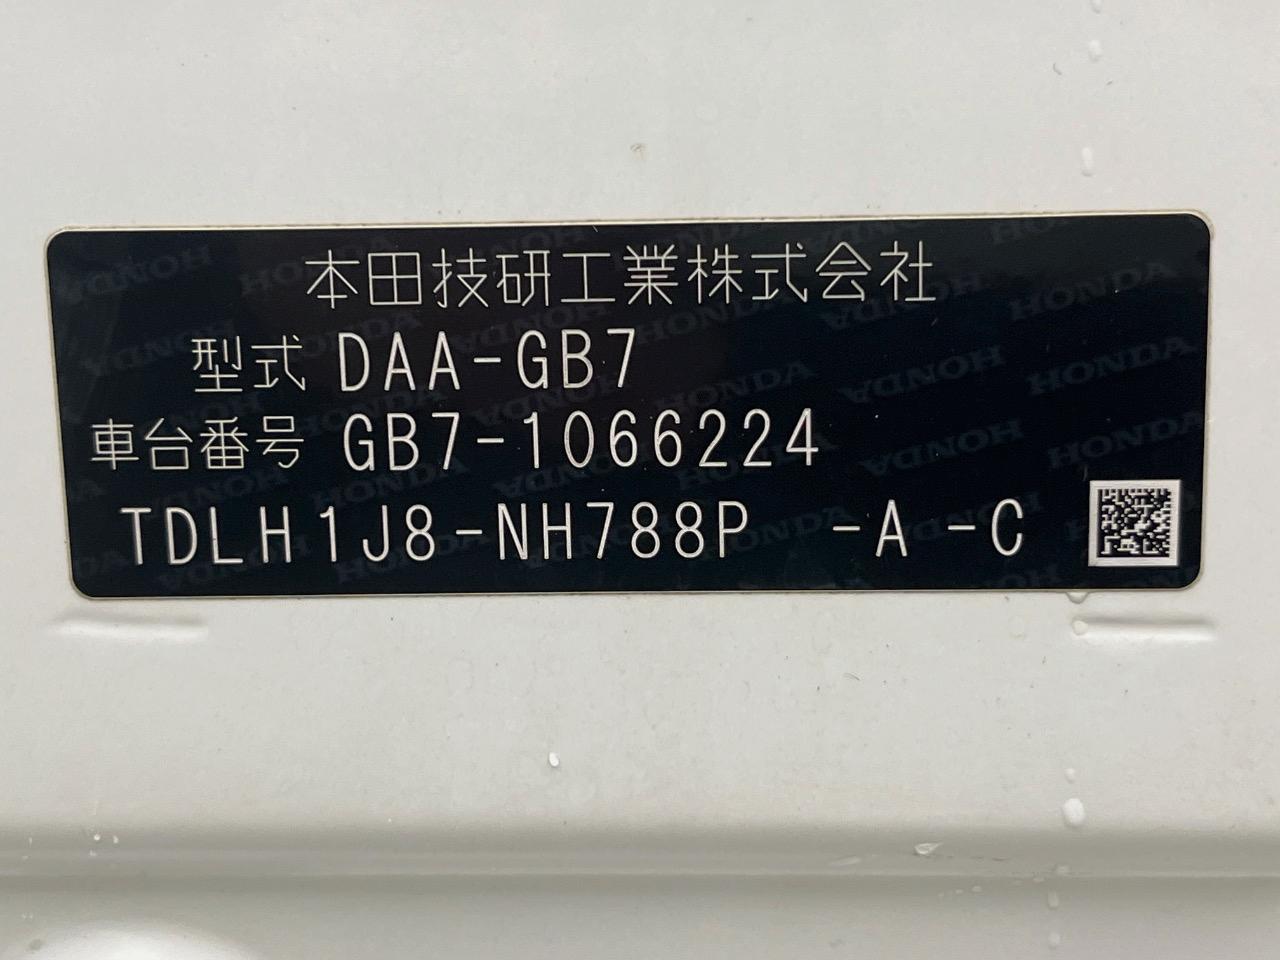 本田技研工業株式会社
型式 DAA-GB7
車台番号 GB7-1066224
TDLH1J8-NH788P -A-C